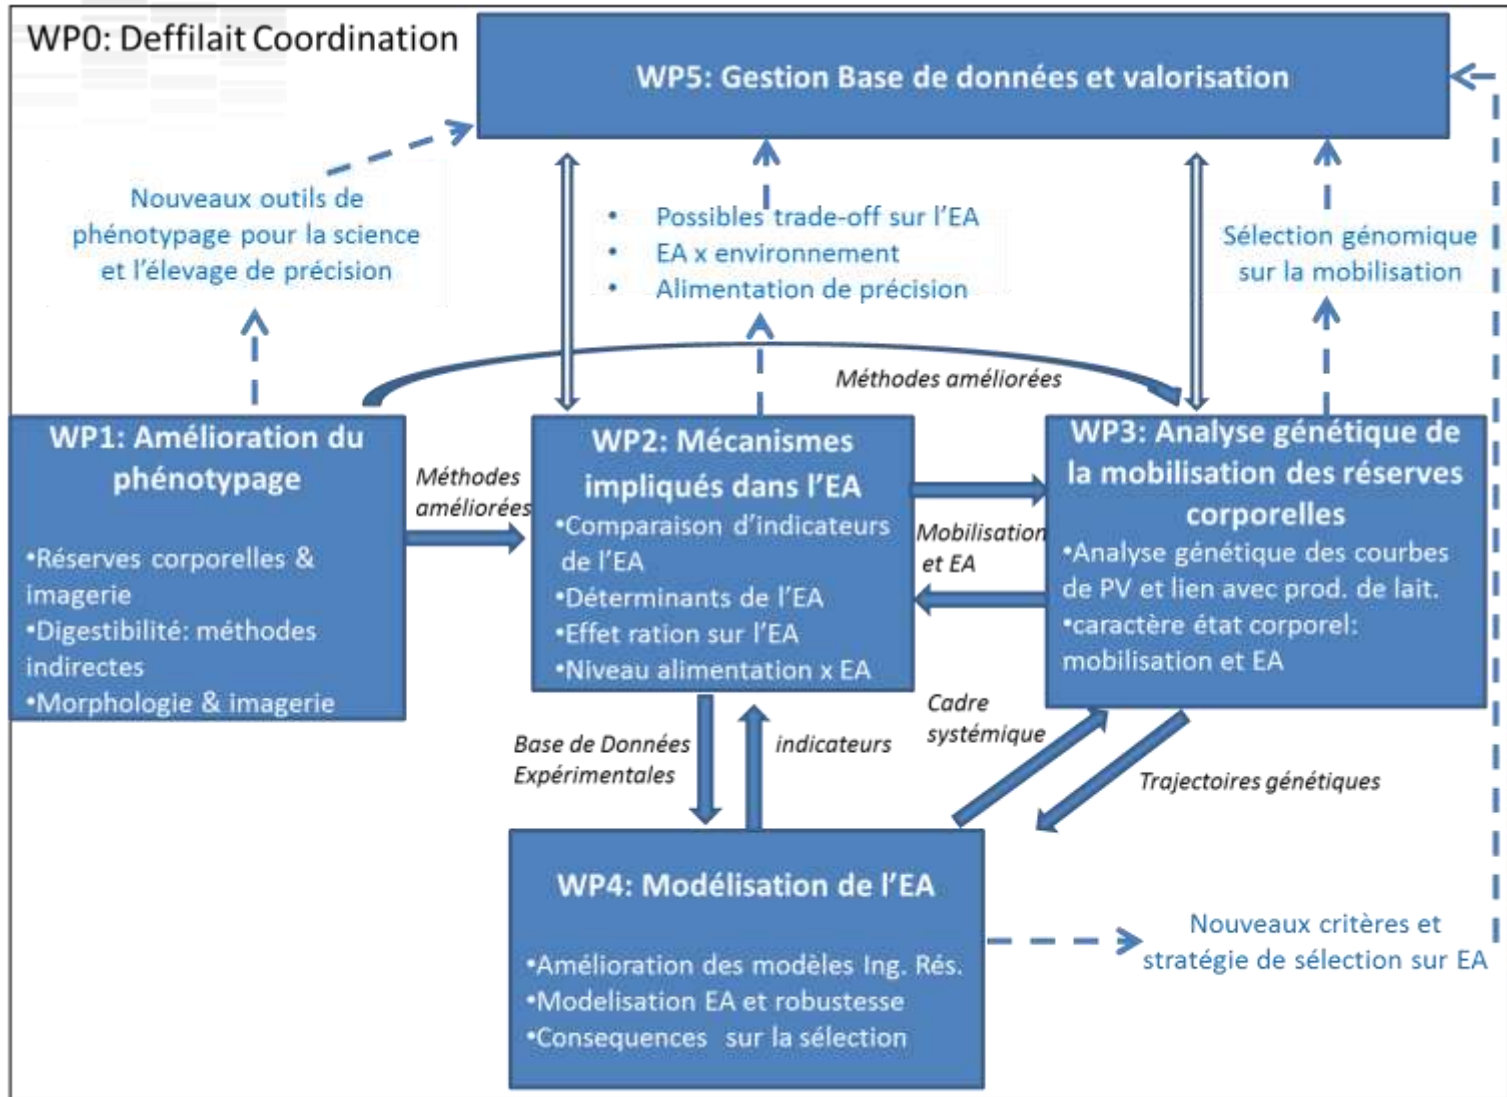 WP0: Deffilait Coordination
WP5: Gestion Base de données et valorisation
Nouveaux outils de
phénotypage pour la science
et l'élevage de précision
• Possibles trade-off sur l'EA
• EA x environnement
• Alimentation de précision
Sélection génomique
sur la mobilisation
Méthodes améliorées
WP1: Amélioration du
phénotypage
•Réserves corporelles &
imagerie
•Digestibilité: méthodes
indirectes
•Morphologie & imagerie
Méthodes
améliorées
WP2: Mécanismes
impliqués dans l'EA
•Comparaison d'indicateurs
de l'EA
•Déterminants de l'EA
•Effet ration sur l'EA
•Niveau alimentation x EA
Mobilisation
et EA
WP3: Analyse génétique de
la mobilisation des réserves
corporelles
•Analyse génétique des courbes
de PV et lien avec prod. de lait.
•caractère état corporel:
mobilisation et EA
Base de Données
Expérimentales
indicateurs
Cadre
systémique
Trajectoires génétiques
WP4: Modélisation de l'EA
•Amélioration des modèles Ing. Rés.
•Modelisation EA et robustesse
•Consequences sur la sélection
Nouveaux critères et
stratégie de sélection sur EA